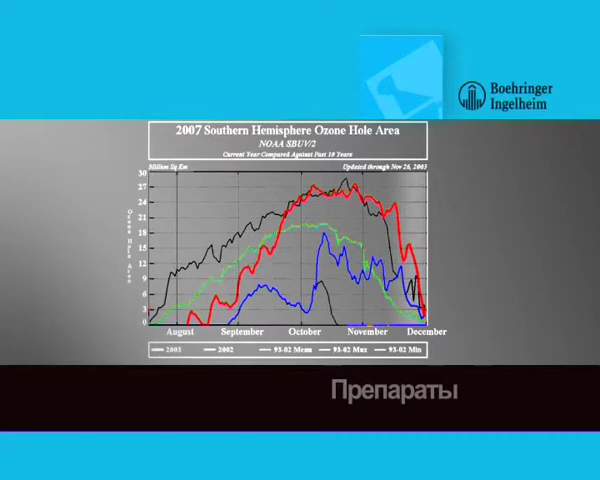 Boehringer
Ingelheim
2007 Southern Hemisphere Ozone Hole Area
NOAA SBUV/2
Current Year Compared Against Past 10 Years
Million Sq Km
Updated through Nov 26, 2003
30
27
24
21
18
15
12
9
6
3
0
Ozone Hole Area
August September October November December
2003 2002 93-02 Mean 93-02 Max 93-02 Min
Препараты